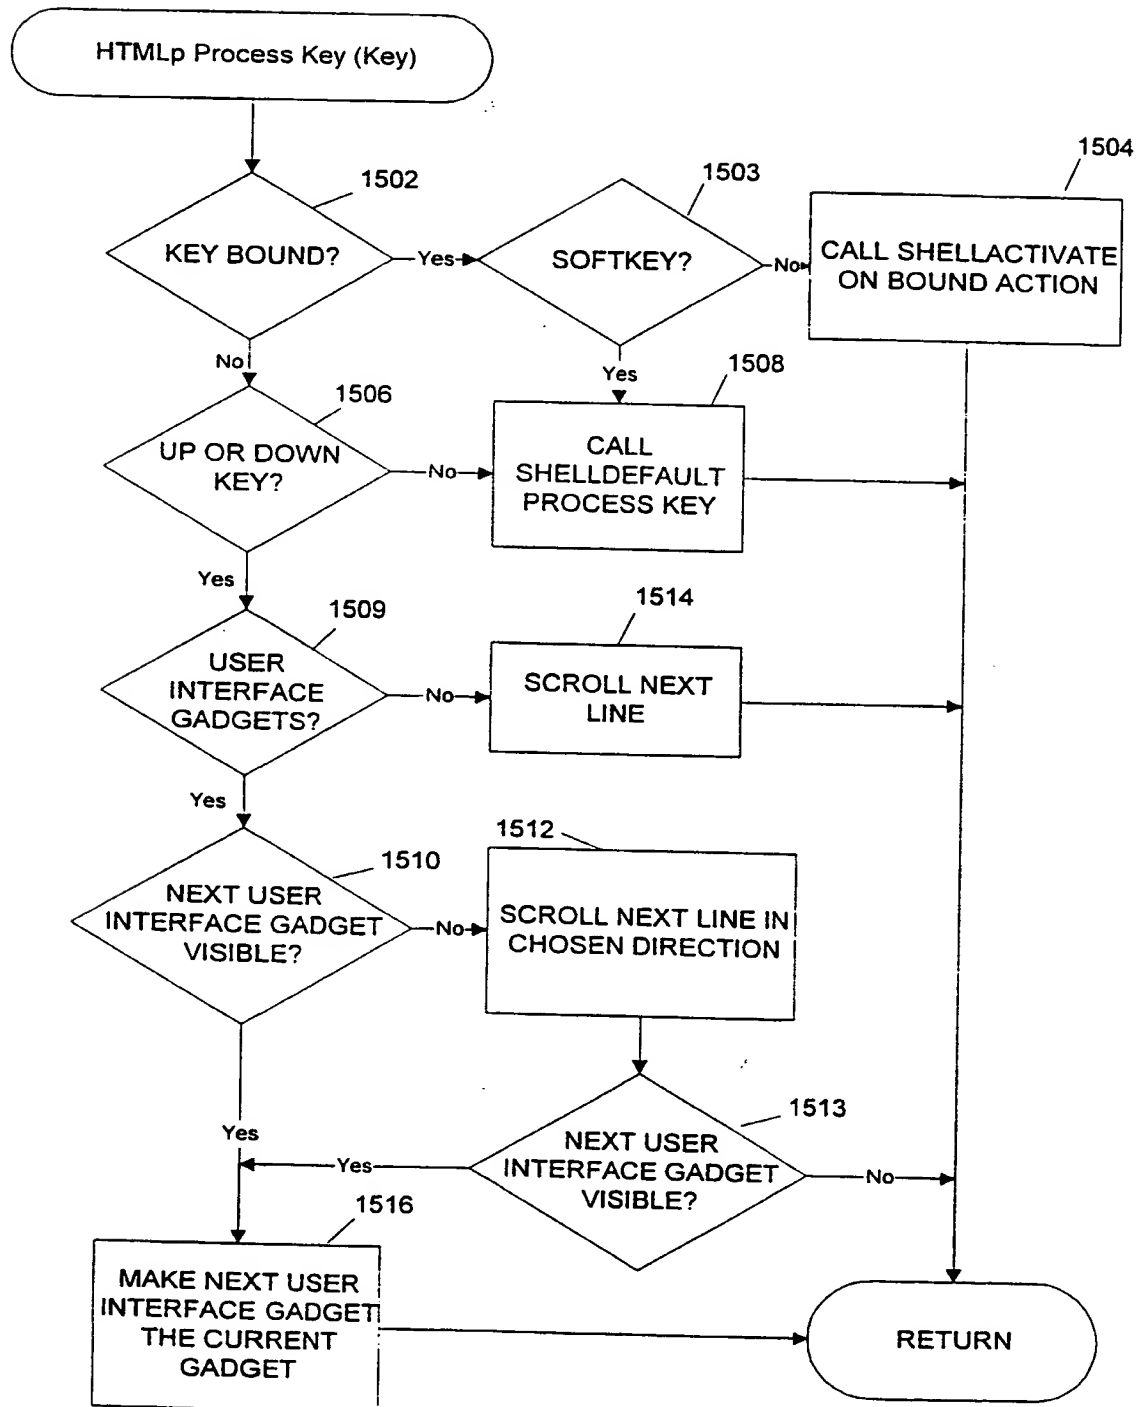 HTMLp Process Key (Key)
1502
KEY BOUND?
Yes
1503
SOFTKEY?
No
1504
CALL SHELLACTIVATE
ON BOUND ACTION
No
Yes
1506
UP OR DOWN
KEY?
No
1508
CALL
SHELLDEFAULT
PROCESS KEY
Yes
1509
USER
INTERFACE
GADGETS?
No
1514
SCROLL NEXT
LINE
Yes
1510
NEXT USER
INTERFACE GADGET
VISIBLE?
No
1512
SCROLL NEXT LINE IN
CHOSEN DIRECTION
Yes
1513
NEXT USER
INTERFACE GADGET
VISIBLE?
Yes
No
1516
MAKE NEXT USER
INTERFACE GADGET
THE CURRENT
GADGET
RETURN